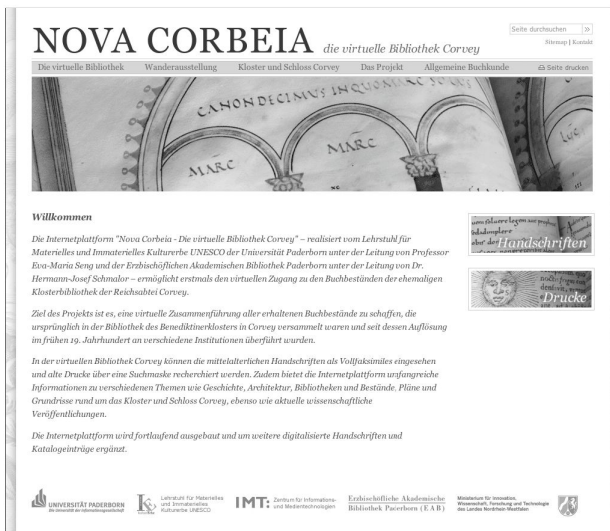 NOVA CORBEIA die virtuelle Bibliothek Corvey
Seite durchsuchen »
Sitemap | Kontakt
Die virtuelle Bibliothek Wanderausstellung Kloster und Schloss Corvey Das Projekt Allgemeine Buchkunde Seite drucken
CANON DECIMUS IN QUO MARC
MARC MARC LUC
Willkommen
Die Internetplattform "Nova Corbeia - Die virtuelle Bibliothek Corvey" – realisiert vom Lehrstuhl für
Materielles und Immaterielles Kulturerbe UNESCO der Universität Paderborn unter der Leitung von Professor
Eva-Maria Seng und der Erzbischöflichen Akademischen Bibliothek Paderborn unter der Leitung von Dr.
Hermann-Josef Schmalor – ermöglicht erstmals den virtuellen Zugang zu den Buchbeständen der ehemaligen
Klosterbibliothek der Reichsabtei Corvey.
Ziel des Projekts ist es, eine virtuelle Zusammenführung aller erhaltenen Buchbestände zu schaffen, die
ursprünglich in der Bibliothek des Benediktinerklosters in Corvey versammelt waren und seit dessen Auflösung
im frühen 19. Jahrhundert an verschiedene Institutionen überführt wurden.
In der virtuellen Bibliothek Corvey können die mittelalterlichen Handschriften als Vollfaksimiles eingesehen
und alte Drucke über eine Suchmaske recherchiert werden. Zudem bietet die Internetplattform umfangreiche
Informationen zu verschiedenen Themen wie Geschichte, Architektur, Bibliotheken und Bestände, Pläne und
Grundrisse rund um das Kloster und Schloss Corvey, ebenso wie aktuelle wissenschaftliche
Veröffentlichungen.
Die Internetplattform wird fortlaufend ausgebaut und um weitere digitalisierte Handschriften und
Katalogeinträge ergänzt.
Handschriften
Drucke
UNIVERSITÄT PADERBORN
Die Universität der Informationsgesellschaft
Lehrstuhl für Materielles
und Immaterielles
Kulturerbe UNESCO
IMT: Zentrum für Informations-
und Medientechnologien
Erzbischöfliche Akademische
Bibliothek Paderborn (EAB)
Ministerium für Innovation,
Wissenschaft, Forschung und Technologie
des Landes Nordrhein-Westfalen